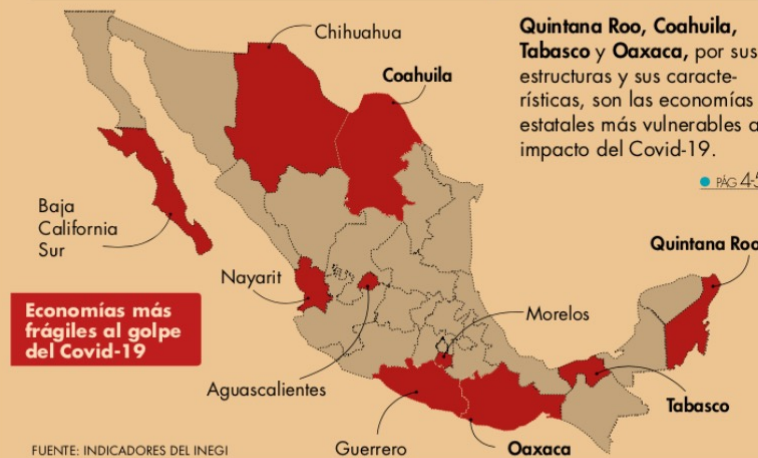 Quintana Roo, Coahuila,
Tabasco y Oaxaca, por sus
estructuras y sus caracte-
rísticas, son las economías
estatales más vulnerables a
impacto del Covid-19.
PÁG 4-5
Chihuahua
Coahuila
Baja
California
Sur
Nayarit
Quintana Roo
Economías más
frágiles al golpe
del Covid-19
Morelos
Aguascalientes
Tabasco
Guerrero
Oaxaca
FUENTE: INDICADORES DEL INEGI